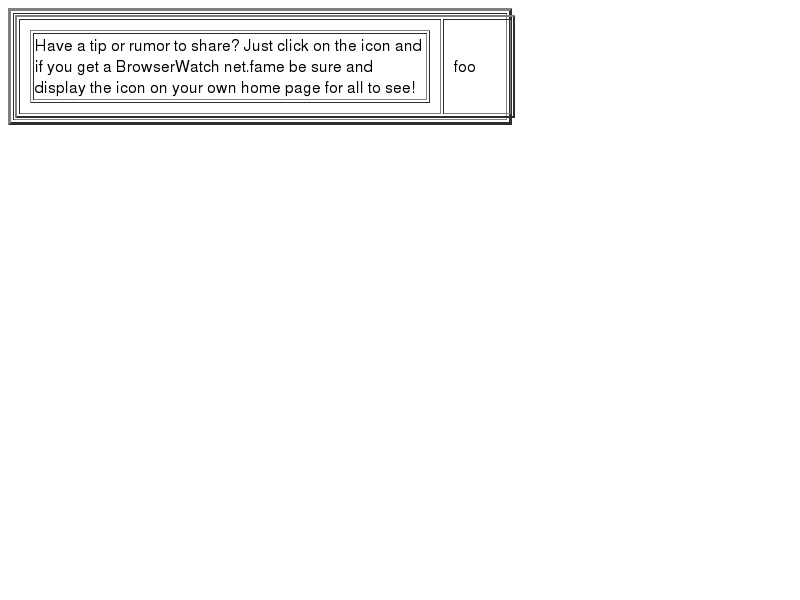 Have a tip or rumor to share? Just click on the icon and
if you get a BrowserWatch net.fame be sure and
display the icon on your own home page for all to see!
foo